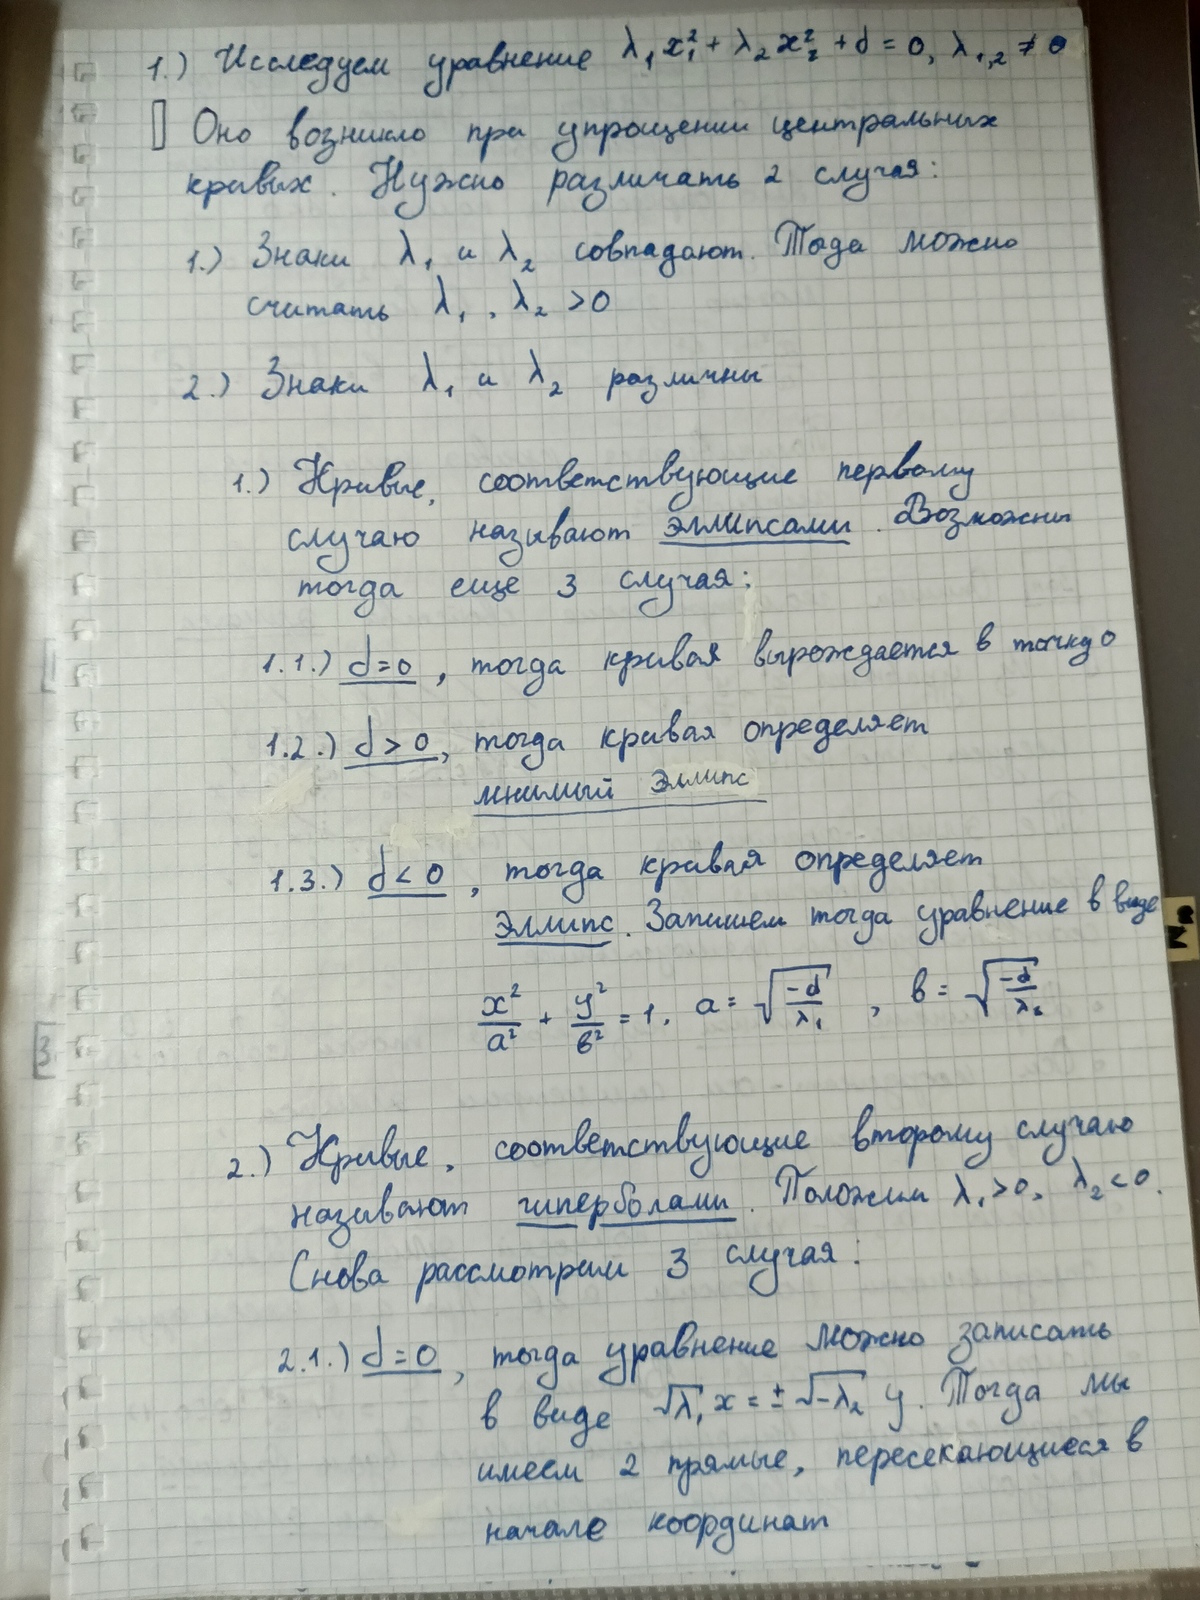 1.) Исследуем уравнение λ₁x₁² + λ₂x₂² + d = 0, λ₁,₂ ≠ 0
Оно возникло при упрощении центральных
кривых. Нужно различать 2 случая:
1.) Знаки λ₁ и λ₂ совпадают. Тогда можно
считать λ₁, λ₂ > 0
2.) Знаки λ₁ и λ₂ различны
1.) Кривые, соответствующие первому
случаю называют эллипсами. Возможны
тогда еще 3 случая:
1.1.) d = 0, тогда кривая вырождается в точку 0
1.2.) d > 0, тогда кривая определяет
мнимый эллипс
1.3.) d < 0, тогда кривая определяет
эллипс. Запишем тогда уравнение в виде
x²/a² + y²/b² = 1, a = √(-d/λ₁), b = √(-d/λ₂)
2.) Кривые, соответствующие второму случаю
называют гиперболами. Положим λ₁ > 0, λ₂ < 0.
Снова рассмотрим 3 случая:
2.1.) d = 0, тогда уравнение можно записать
в виде √λ₁ x = ± √-λ₂ y. Тогда мы
имеем 2 прямые, пересекающиеся в
начале координат